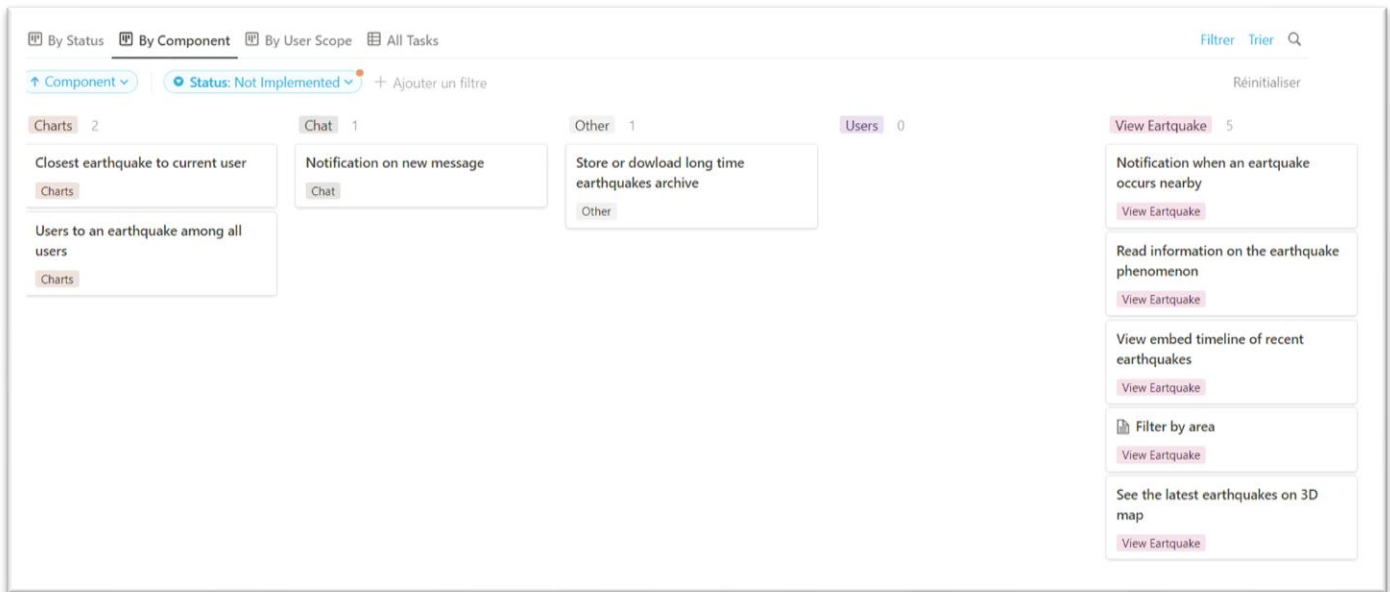 By Status By Component By User Scope All Tasks Filtrer Trier
↑ Component Status: Not Implemented + Ajouter un filtre Réinitialiser
Charts 2
Closest earthquake to current user
Charts
Users to an earthquake among all
users
Charts
Chat 1
Notification on new message
Chat
Other 1
Store or dowload long time
earthquakes archive
Other
Users 0
View Eartquake 5
Notification when an eartquake
occurs nearby
View Eartquake
Read information on the earthquake
phenomenon
View Eartquake
View embed timeline of recent
earthquakes
View Eartquake
Filter by area
View Eartquake
See the latest earthquakes on 3D
map
View Eartquake